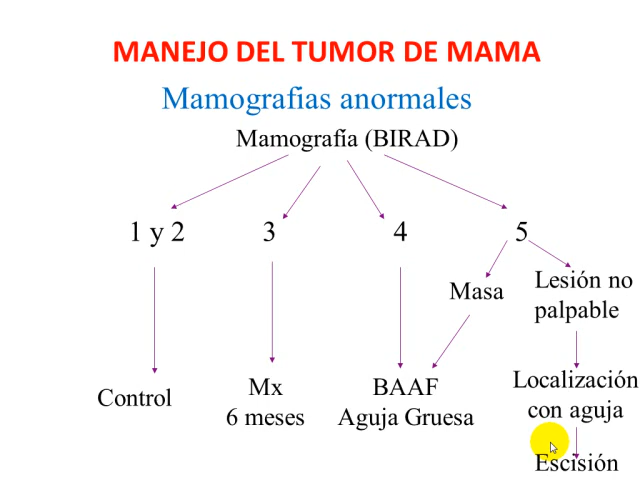 MANEJO DEL TUMOR DE MAMA
Mamografias anormales
Mamografía (BIRAD)
1 y 2
3
4
5
Masa
Lesión no
palpable
Control
Mx
6 meses
BAAF
Aguja Gruesa
Localización
con aguja
Escisión